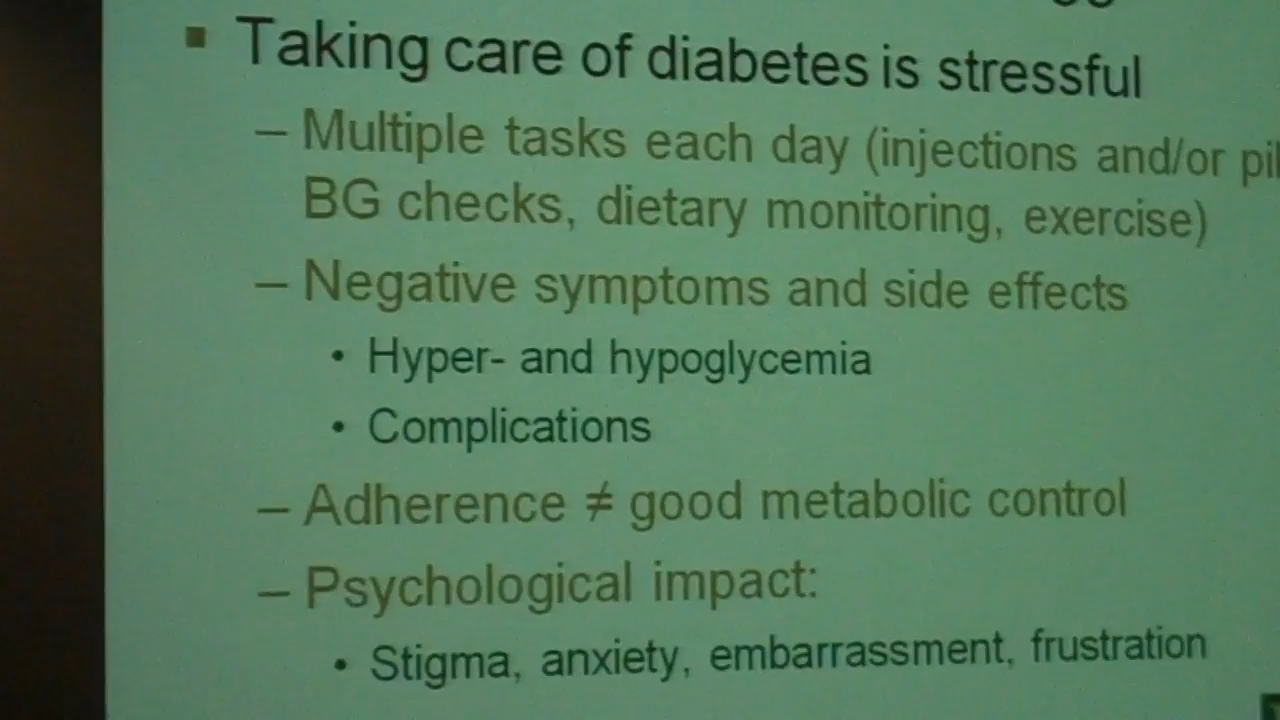 ▪ Taking care of diabetes is stressful
– Multiple tasks each day (injections and/or
BG checks, dietary monitoring, exercise)
– Negative symptoms and side effects
• Hyper- and hypoglycemia
• Complications
– Adherence ≠ good metabolic control
– Psychological impact:
• Stigma, anxiety, embarrassment, frustration